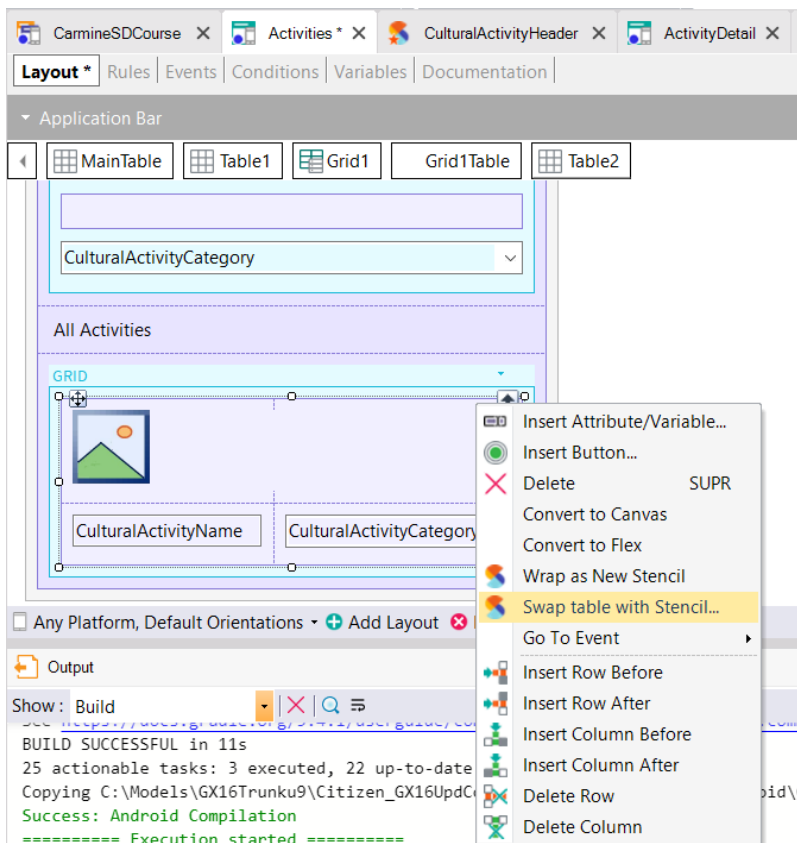 CarmineSDCourse Activities * CulturalActivityHeader ActivityDetail
Layout * Rules Events Conditions Variables Documentation
Application Bar
MainTable Table1 Grid1 Grid1Table Table2
CulturalActivityCategory
All Activities
GRID
CulturalActivityName CulturalActivityCategory
Insert Attribute/Variable...
Insert Button...
Delete SUPR
Convert to Canvas
Convert to Flex
Wrap as New Stencil
Swap table with Stencil...
Go To Event
Insert Row Before
Insert Row After
Insert Column Before
Insert Column After
Delete Row
Delete Column
Any Platform, Default Orientations Add Layout
Output
Show : Build
BUILD SUCCESSFUL in 11s
25 actionable tasks: 3 executed, 22 up-to-date
Copying C:\Models\GX16Trunku9\Citizen_GX16UpdC
Success: Android Compilation
========== Execution started ==========